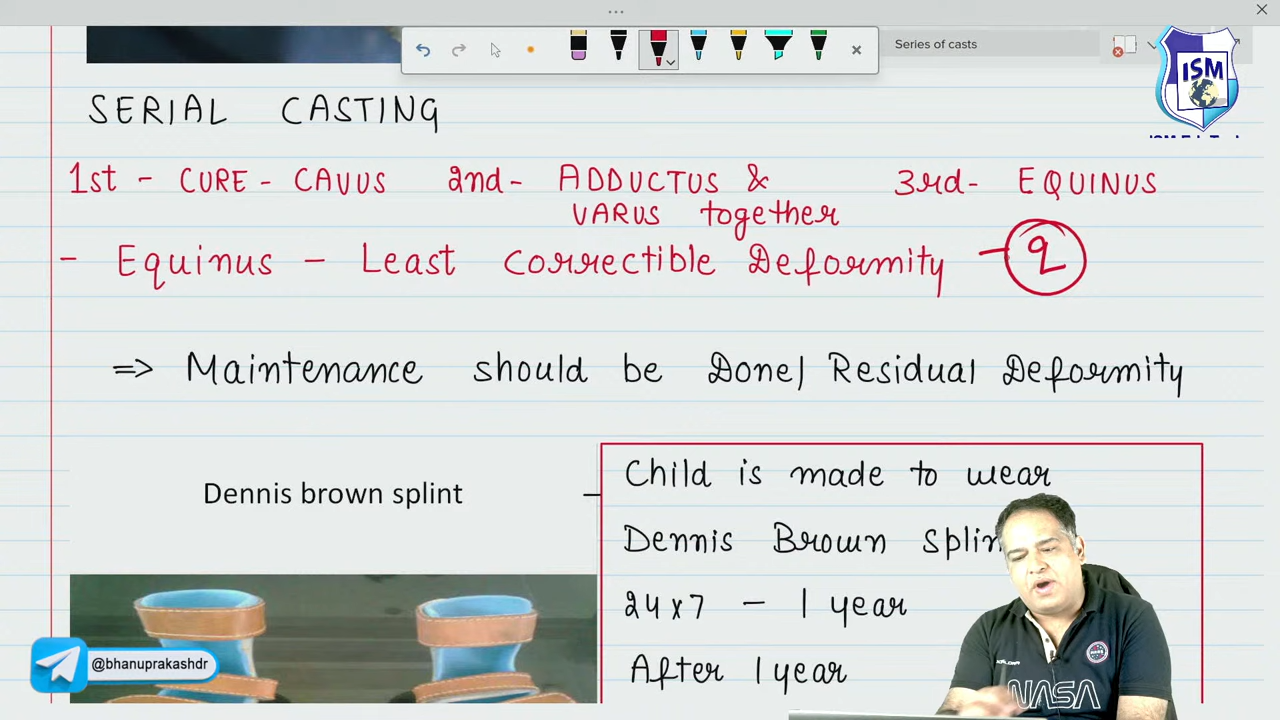 Series of casts
ISM
SERIAL CASTING
1st - CURE - CAVUS 2nd- ADDUCTUS & 3rd- EQUINUS
VARUS together
- Equinus - Least correctible Deformity - q
=> Maintenance should be Done/ Residual Deformity
Dennis brown splint
Child is made to wear
Dennis Brown splin
24x7 - 1 year
After 1 year
@bhanuprakashdr
NASA